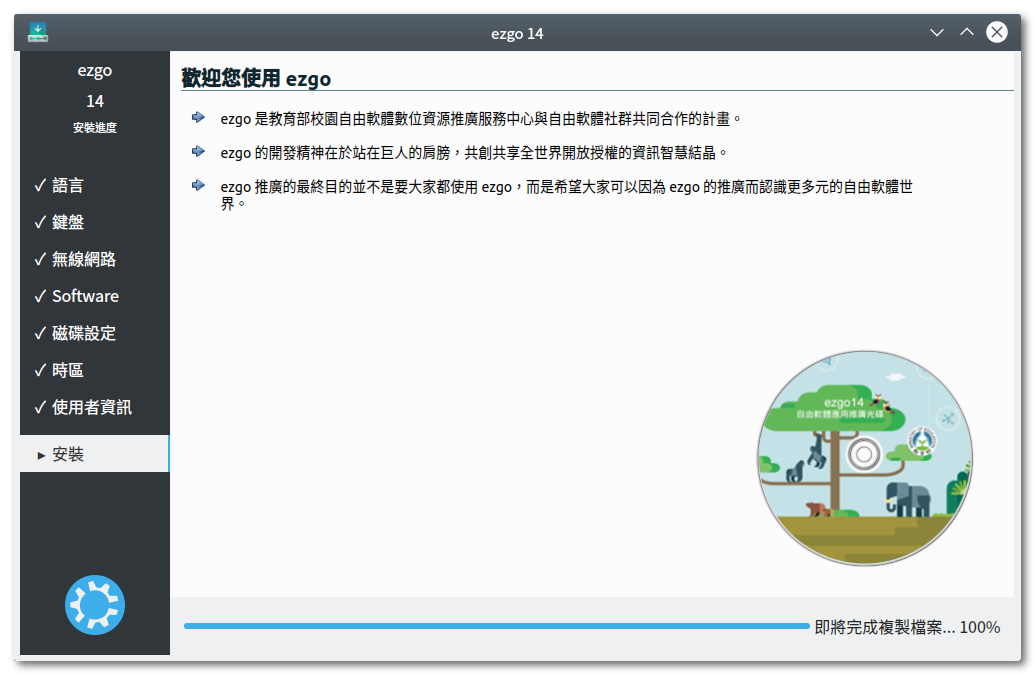 ezgo 14
ezgo
14
安裝進度
✓ 語言
✓ 鍵盤
✓ 無線網路
✓ Software
✓ 磁碟設定
✓ 時區
✓ 使用者資訊
▸ 安裝
歡迎您使用 ezgo
ezgo 是教育部校園自由軟體數位資源推廣服務中心與自由軟體社群共同合作的計畫。
ezgo 的開發精神在於站在巨人的肩膀，共創共享全世界開放授權的資訊智慧結晶。
ezgo 推廣的最終目的並不是要大家都使用 ezgo，而是希望大家可以因為 ezgo 的推廣而認識更多元的自由軟體世
界。
ezgo14
自由軟體應用推廣光碟
即將完成複製檔案... 100%